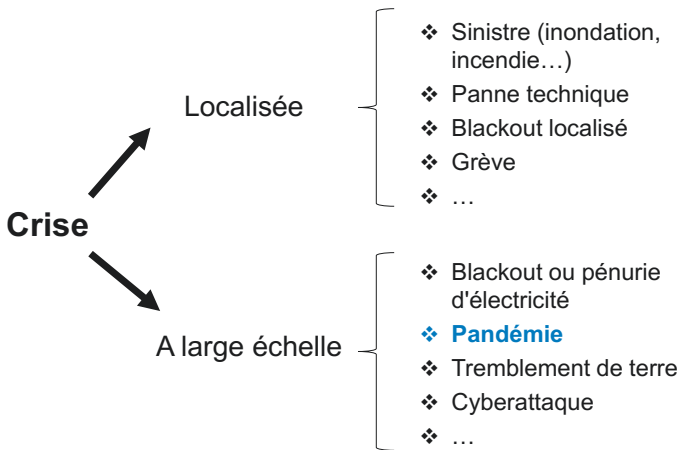 Crise
Localisée
❖ Sinistre (inondation,
incendie…)
❖ Panne technique
❖ Blackout localisé
❖ Grève
❖ …
A large échelle
❖ Blackout ou pénurie
d'électricité
❖ Pandémie
❖ Tremblement de terre
❖ Cyberattaque
❖ …